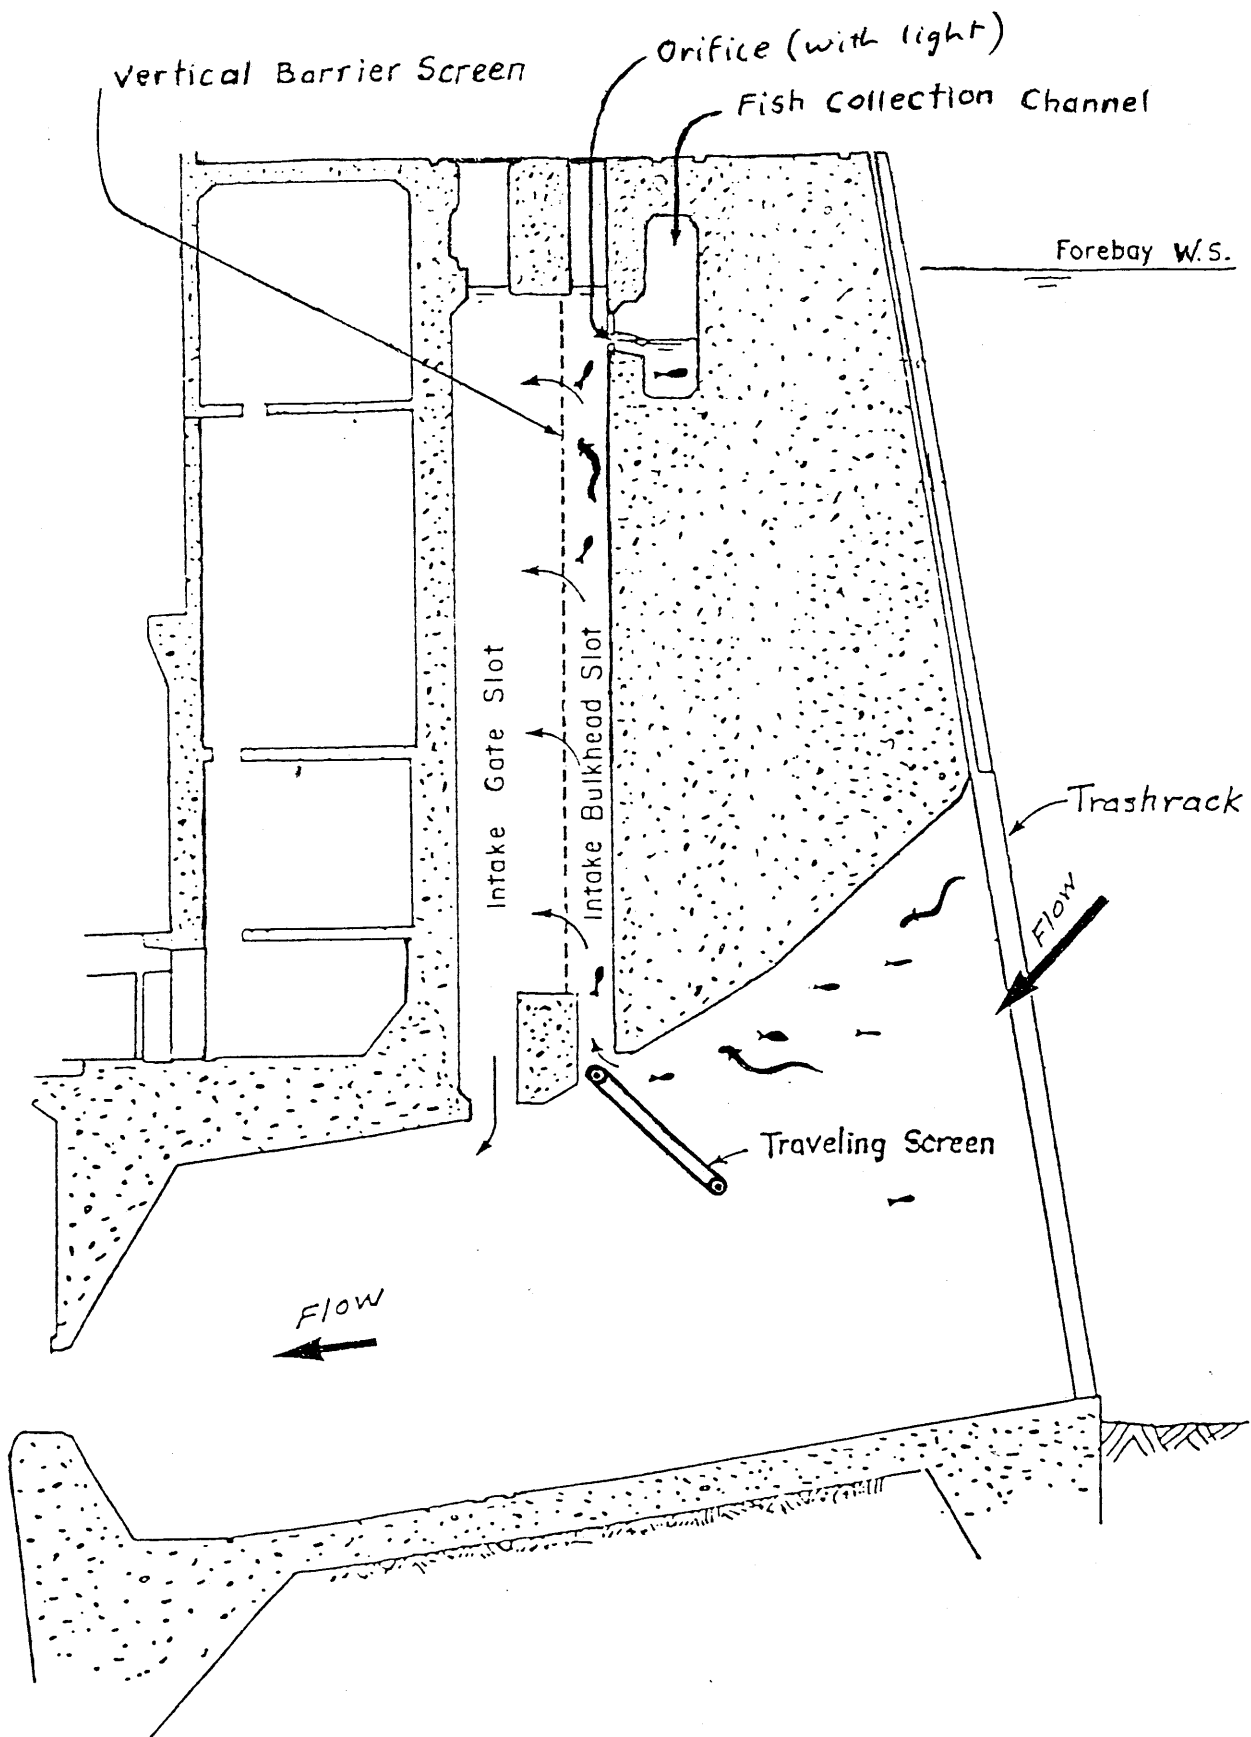 Orifice (with light)
Vertical Barrier Screen
Fish Collection Channel
Forebay W.S.
Intake Gate Slot
Intake Bulkhead Slot
Trashrack
Flow
Traveling Screen
Flow